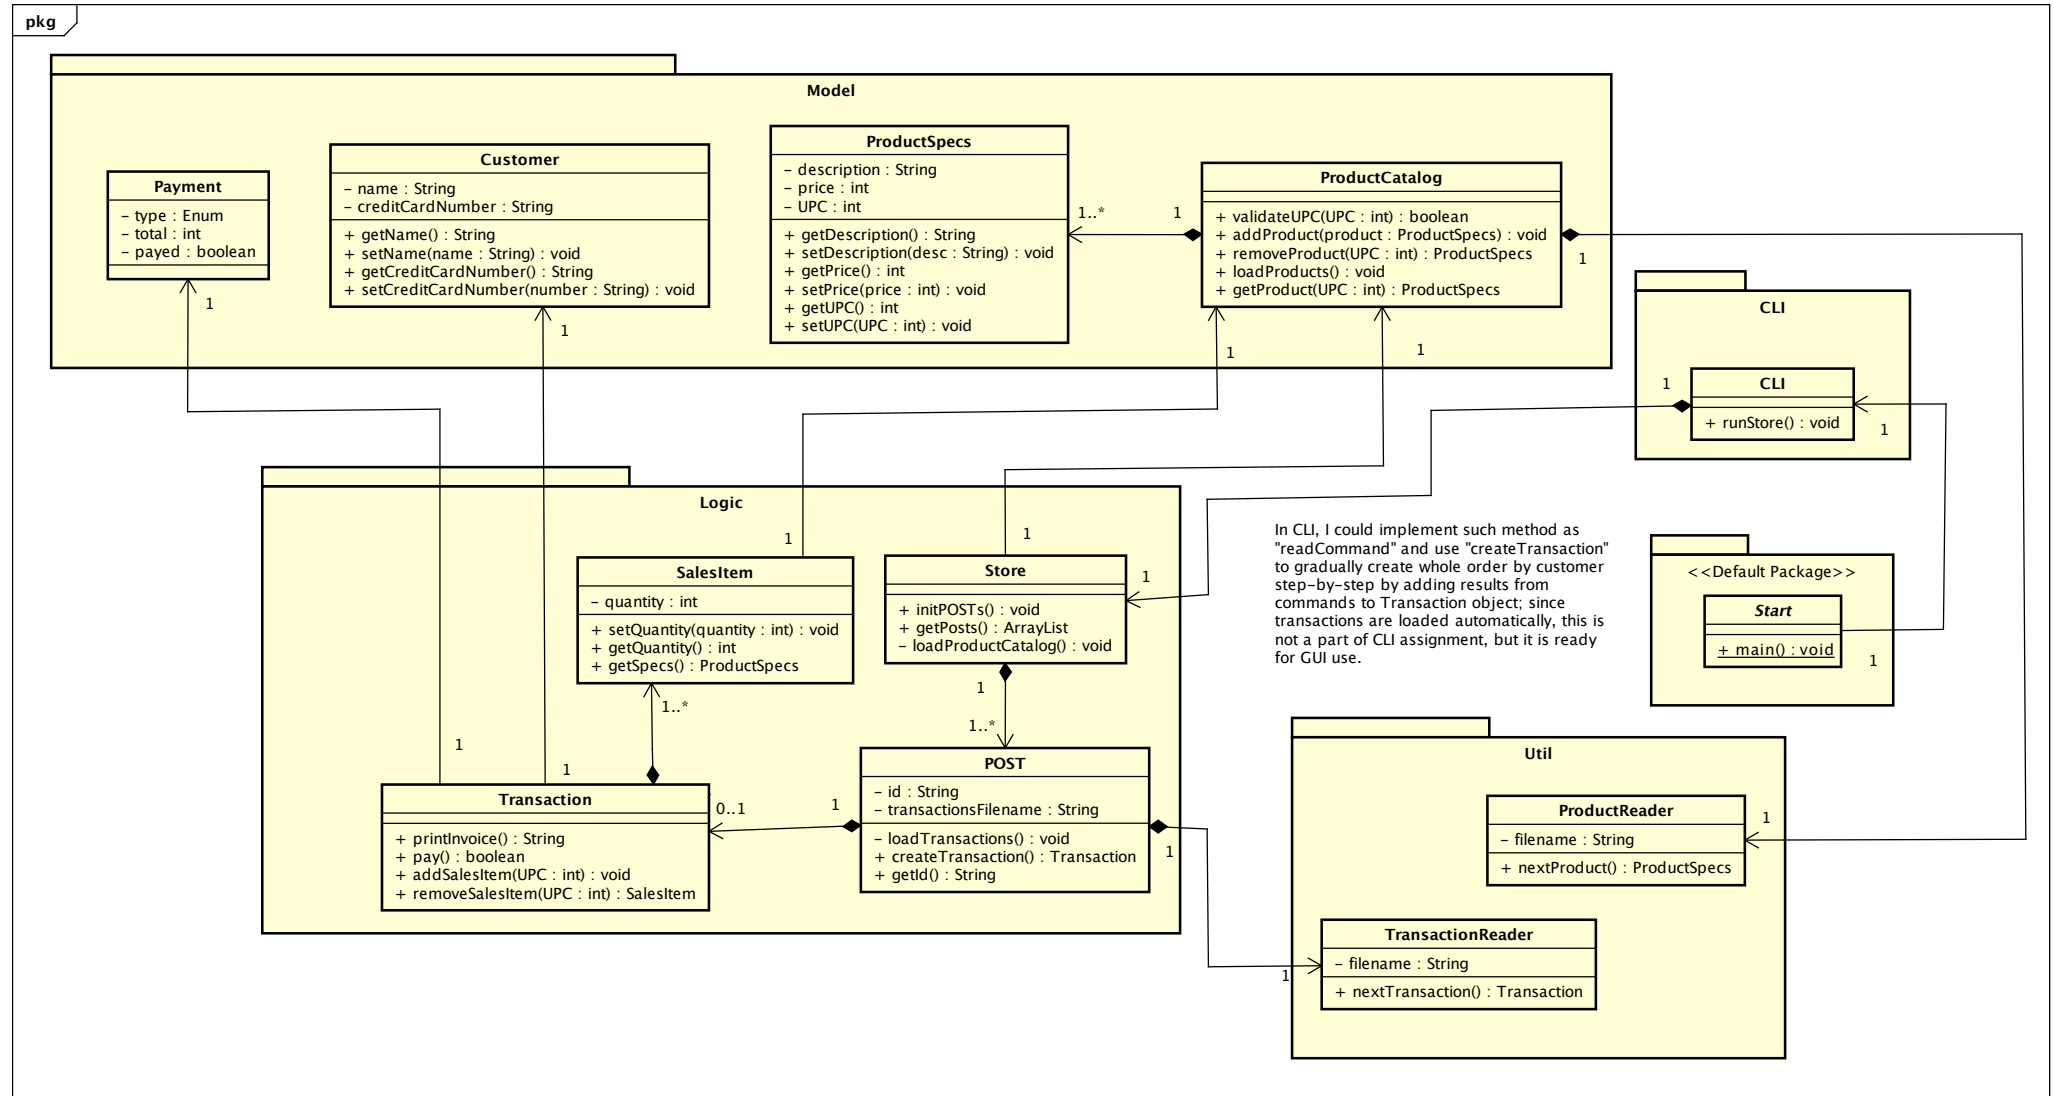 pkg
Model
Payment
– type : Enum
– total : int
– payed : boolean
1
Customer
– name : String
– creditCardNumber : String
+ getName() : String
+ setName(name : String) : void
+ getCreditCardNumber() : String
+ setCreditCardNumber(number : String) : void
1
ProductSpecs
– description : String
– price : int
– UPC : int
+ getDescription() : String
+ setDescription(desc : String) : void
+ getPrice() : int
+ setPrice(price : int) : void
+ getUPC() : int
+ setUPC(UPC : int) : void
1..*
1
ProductCatalog
+ validateUPC(UPC : int) : boolean
+ addProduct(product : ProductSpecs) : void
+ removeProduct(UPC : int) : ProductSpecs
+ loadProducts() : void
+ getProduct(UPC : int) : ProductSpecs
1
1
1
CLI
1
CLI
+ runStore() : void
1
Logic
1
SalesItem
– quantity : int
+ setQuantity(quantity : int) : void
+ getQuantity() : int
+ getSpecs() : ProductSpecs
1..*
1
Store
+ initPOSTs() : void
+ getPosts() : ArrayList
– loadProductCatalog() : void
1
1
1..*
In CLI, I could implement such method as
"readCommand" and use "createTransaction"
to gradually create whole order by customer
step-by-step by adding results from
commands to Transaction object; since
transactions are loaded automatically, this is
not a part of CLI assignment, but it is ready
for GUI use.
<<Default Package>>
Start
+ main() : void
1
1
1
Transaction
+ printInvoice() : String
+ pay() : boolean
+ addSalesItem(UPC : int) : void
+ removeSalesItem(UPC : int) : SalesItem
0..1
1
POST
– id : String
– transactionsFilename : String
– loadTransactions() : void
+ createTransaction() : Transaction
+ getId() : String
1
Util
ProductReader
– filename : String
+ nextProduct() : ProductSpecs
1
TransactionReader
– filename : String
+ nextTransaction() : Transaction
1